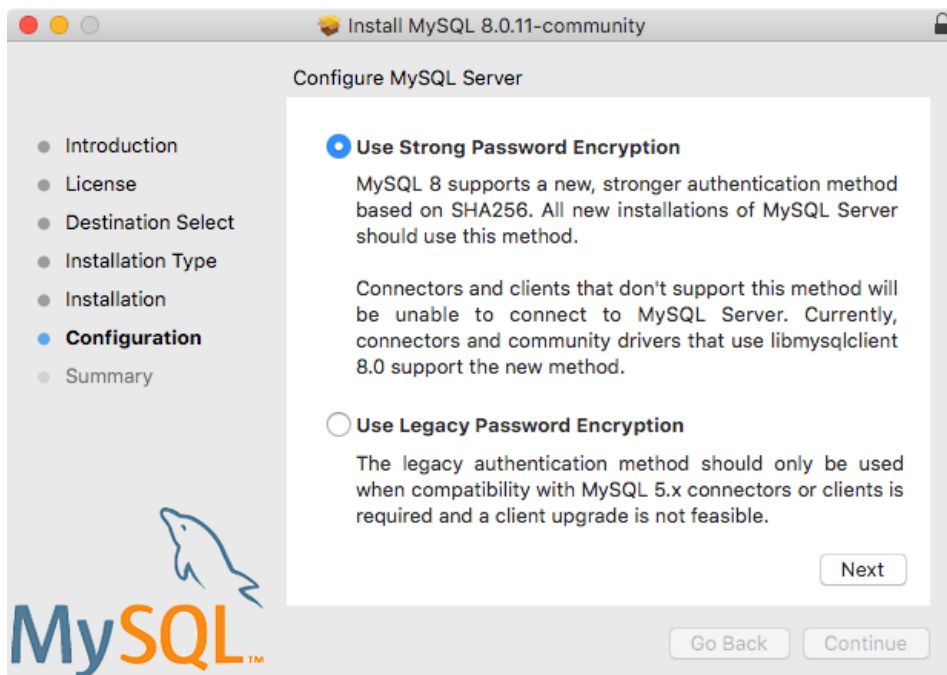 Install MySQL 8.0.11-community
Configure MySQL Server
Introduction
License
Destination Select
Installation Type
Installation
Configuration
Summary
Use Strong Password Encryption
MySQL 8 supports a new, stronger authentication method
based on SHA256. All new installations of MySQL Server
should use this method.
Connectors and clients that don't support this method will
be unable to connect to MySQL Server. Currently,
connectors and community drivers that use libmysqlclient
8.0 support the new method.
Use Legacy Password Encryption
The legacy authentication method should only be used
when compatibility with MySQL 5.x connectors or clients is
required and a client upgrade is not feasible.
Next
MySQL™
Go Back
Continue